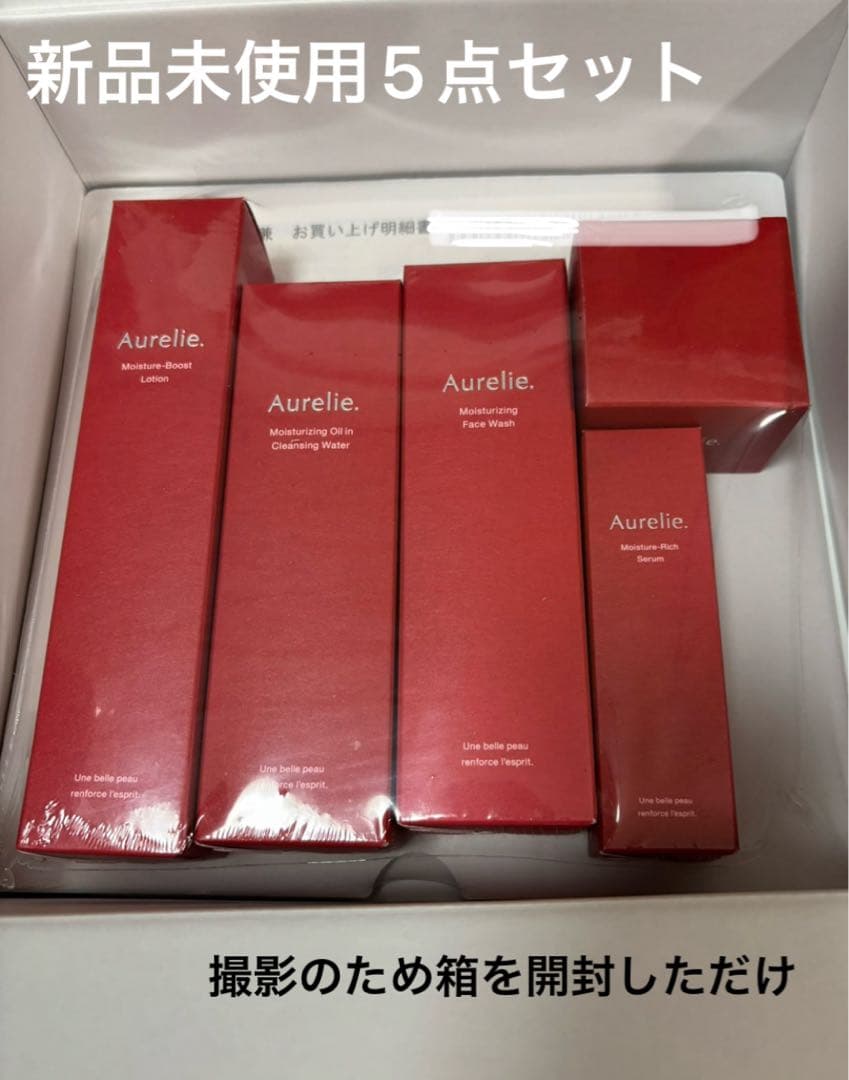 新品未使用5点セット
お買い上げ明細書
Aurelie.
Moisture-Boost
Lotion
Une belle peau
renforce l'esprit.
Aurelie.
Moisturizing Oil in
Cleansing Water
Une belle peau
renforce l'esprit.
Aurelie.
Moisturizing
Face Wash
Une belle peau
renforce l'esprit.
Aurelie.
Moisture-Rich
Serum
Une belle peau
renforce l'esprit.
撮影のため箱を開封しただけ